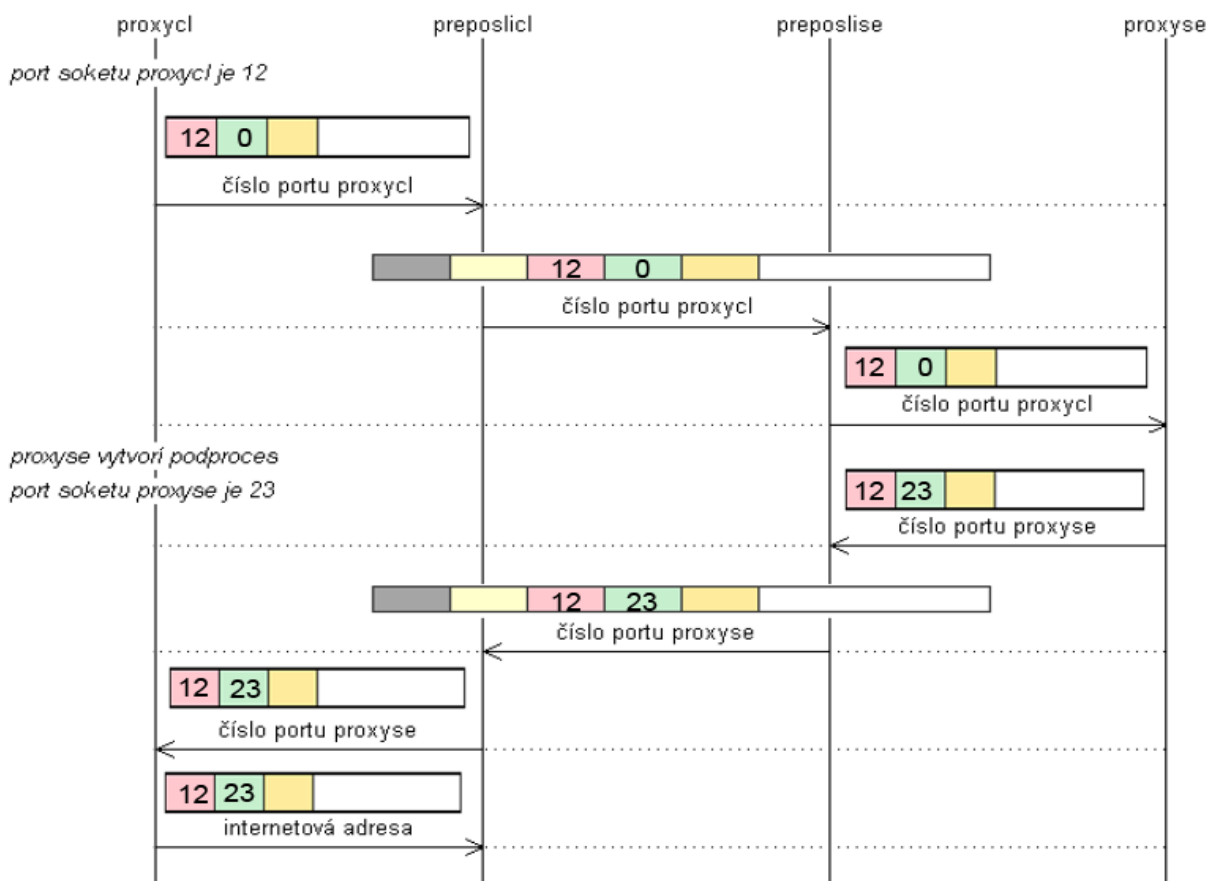 proxycl preposlicl preposlise proxyse
port soketu proxycl je 12
12 0
číslo portu proxycl
12 0
číslo portu proxycl
12 0
číslo portu proxycl
proxyse vytvorí podproces
port soketu proxyse je 23
12 23
číslo portu proxyse
12 23
číslo portu proxyse
12 23
číslo portu proxyse
12 23
internetová adresa